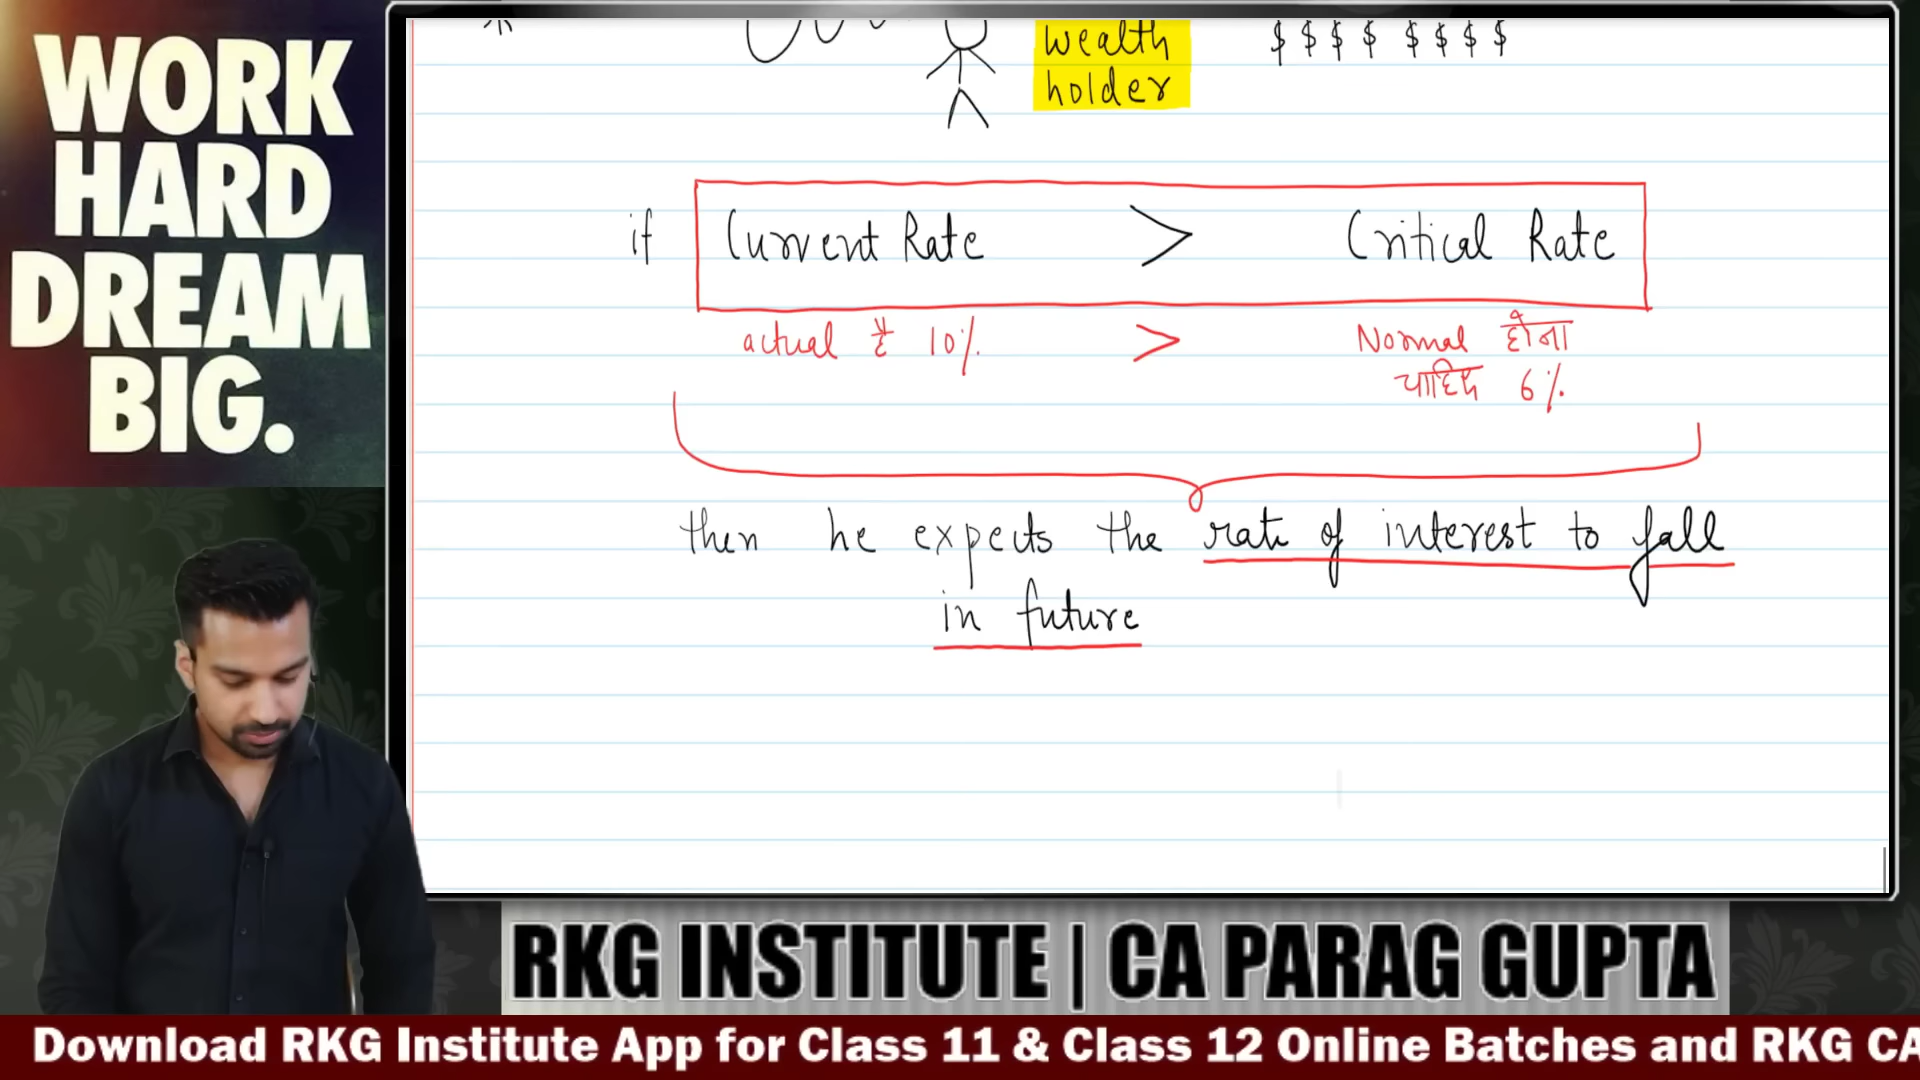 WORK
HARD
DREAM
BIG.
wealth
holder
$ $ $ $ $ $ $ $
if Current Rate > Critical Rate
actual है 10% > Normal होना
चाहिए 6%
then he expects the rate of interest to fall
in future
RKG INSTITUTE | CA PARAG GUPTA
Download RKG Institute App for Class 11 & Class 12 Online Batches and RKG CA